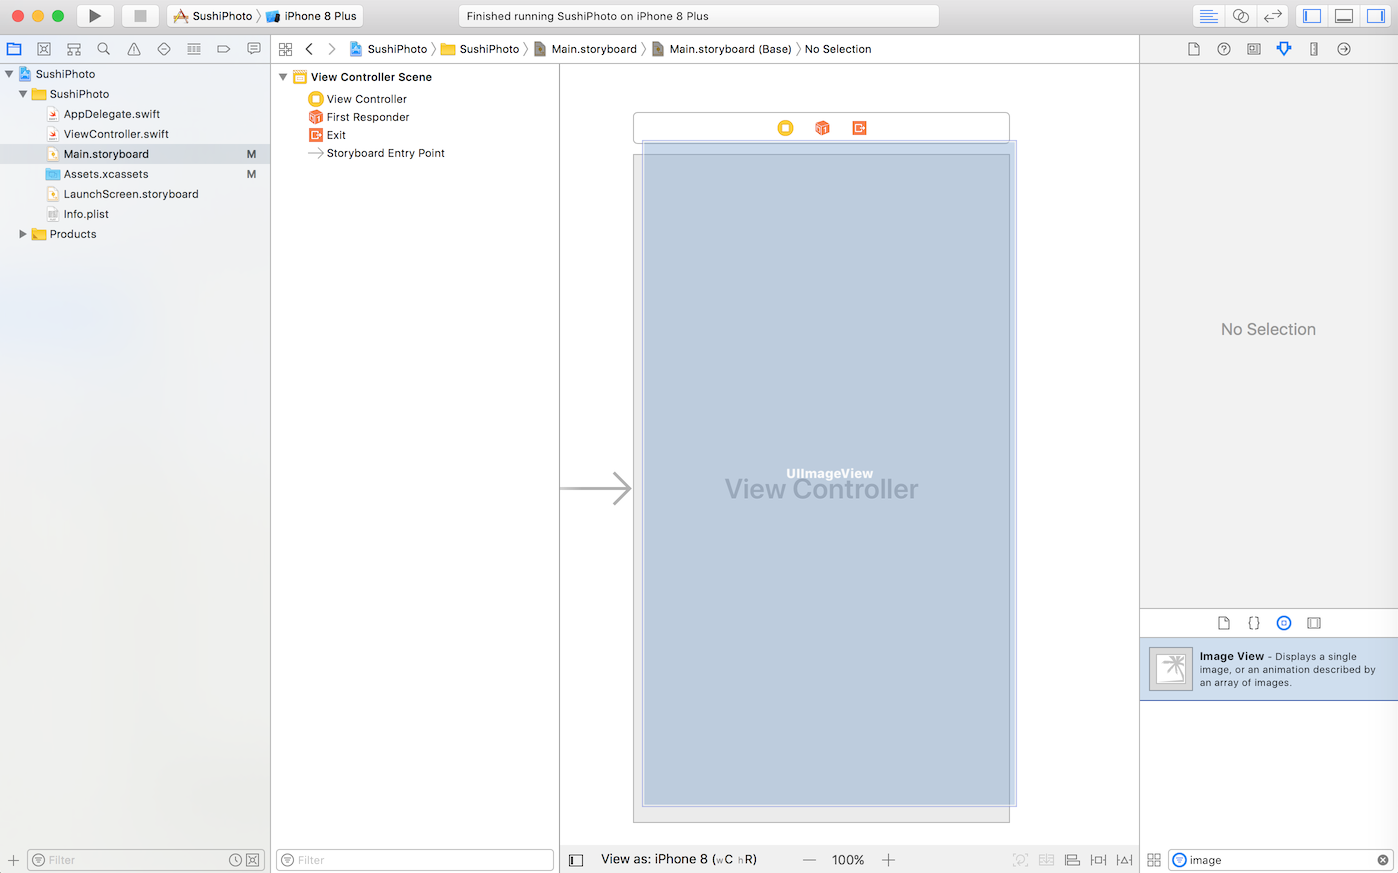 SushiPhoto
iPhone 8 Plus
Finished running SushiPhoto on iPhone 8 Plus
SushiPhoto
SushiPhoto
Main.storyboard
Main.storyboard (Base)
No Selection
SushiPhoto
SushiPhoto
AppDelegate.swift
ViewController.swift
Main.storyboard M
Assets.xcassets M
LaunchScreen.storyboard
Info.plist
Products
Filter
View Controller Scene
View Controller
First Responder
Exit
Storyboard Entry Point
Filter
UIImageView
View Controller
View as: iPhone 8 (wC hR)
100%
No Selection
{}
Image View - Displays a single
image, or an animation described by
an array of images.
image